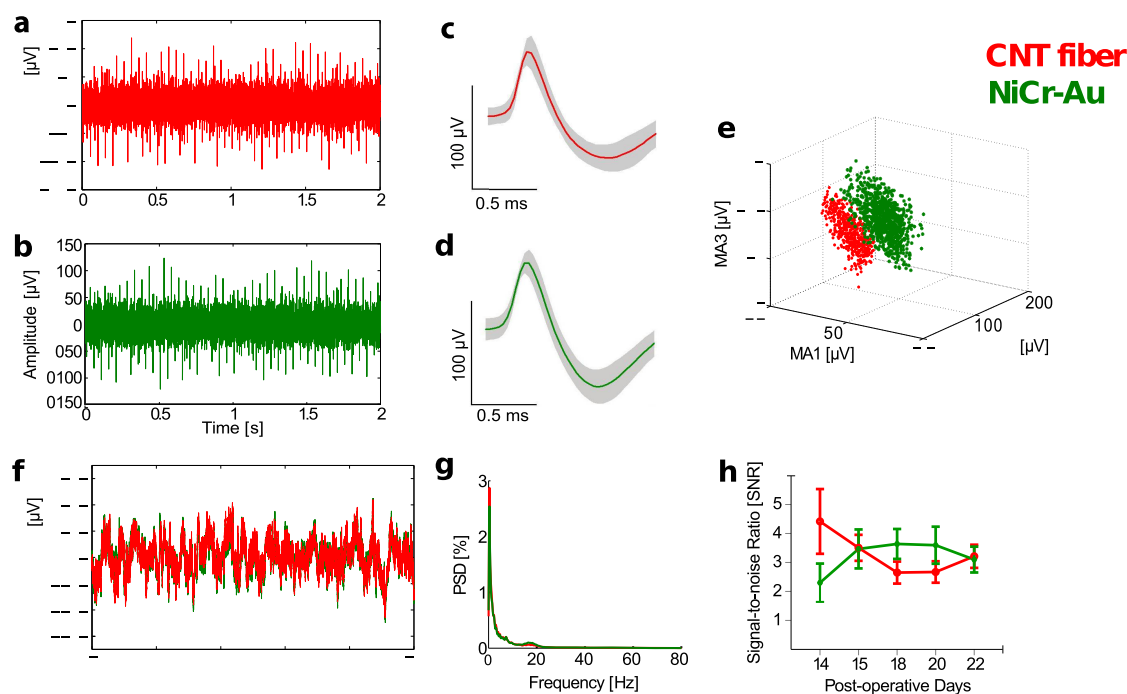 a
[µV]
0 0.5 1 1.5 2
c
100 µV
0.5 ms
CNT fiber
NiCr-Au
e
MA3 [µV]
50
MA1 [µV]
100
200
[µV]
b
Amplitude [µV]
150
100
50
0
050
0100
0150
0 0.5 1 1.5 2
Time [s]
d
100 µV
0.5 ms
f
[µV]
g
PSD [%]
3
2
1
0
0 20 40 60 80
Frequency [Hz]
h
Signal-to-noise Ratio [SNR]
5
4
3
2
1
14 15 18 20 22
Post-operative Days